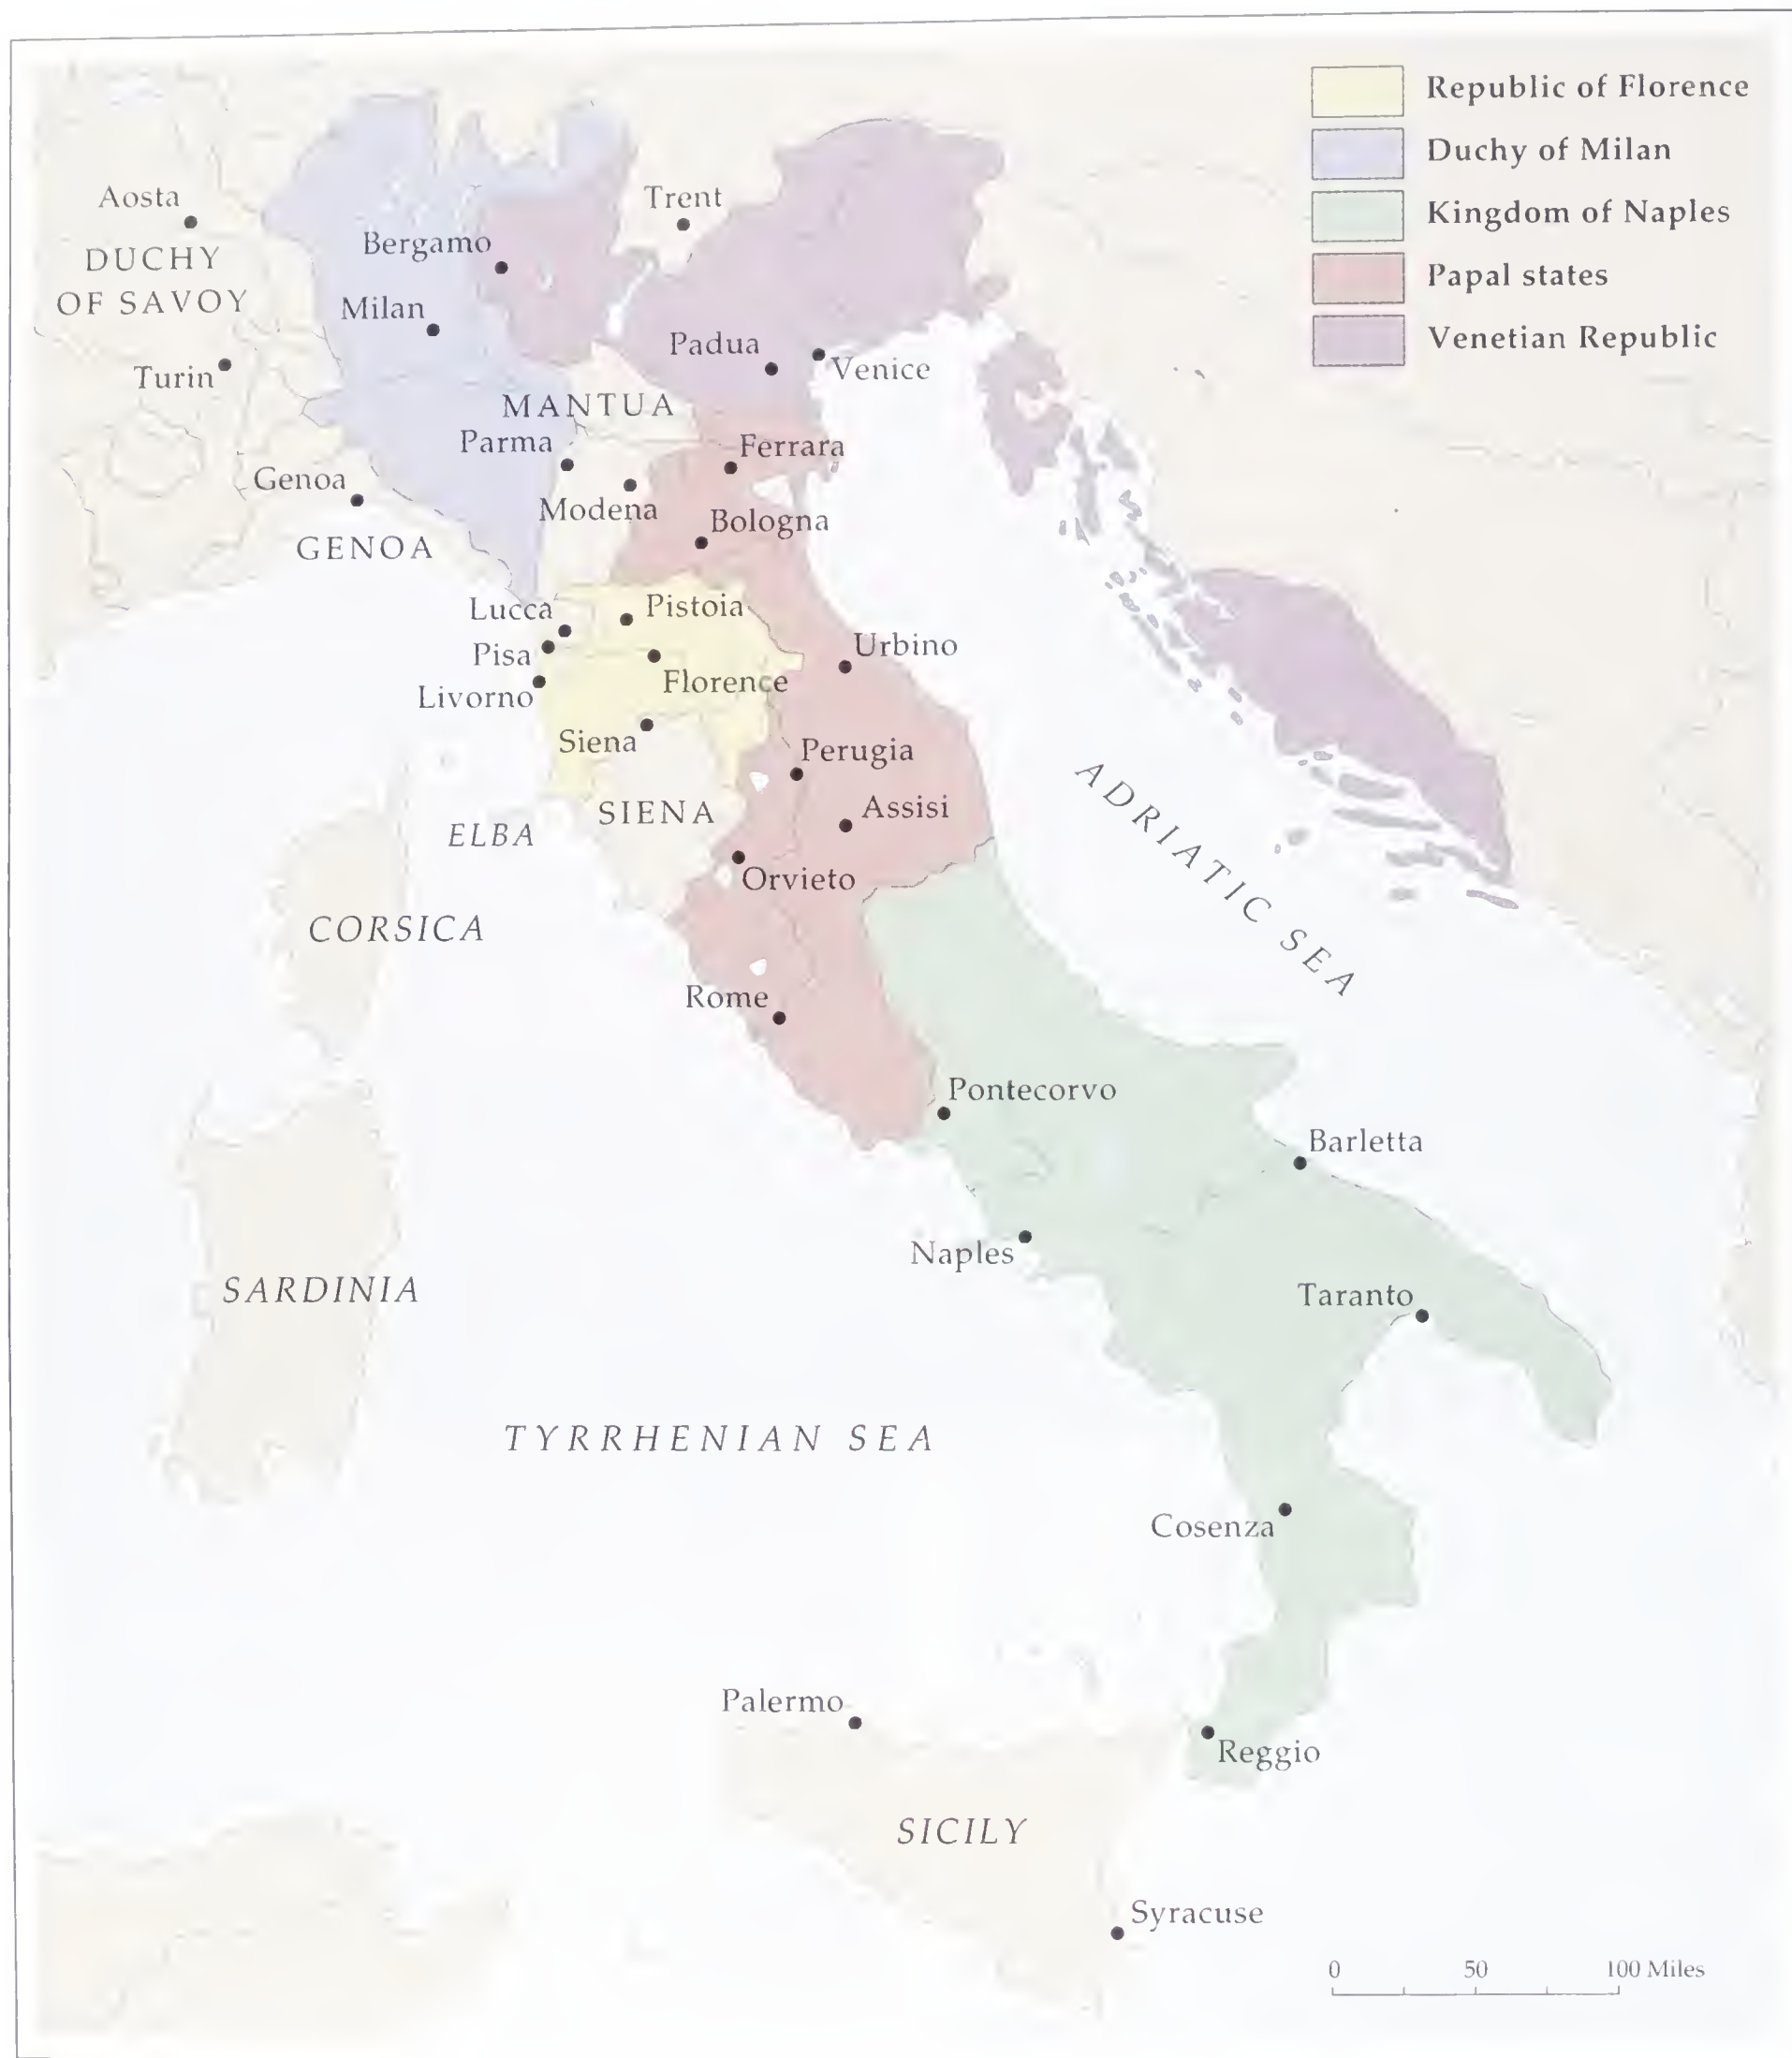 Republic of Florence
Duchy of Milan
Kingdom of Naples
Papal states
Venetian Republic
Aosta
DUCHY
OF SAVOY
Turin
Trent
Bergamo
Milan
Padua
Venice
MANTUA
Parma
Ferrara
Genoa
Modena
Bologna
GENOA
Lucca
Pistoia
Pisa
Urbino
Florence
Livorno
Siena
Perugia
SIENA
Assisi
ELBA
Orvieto
CORSICA
ADRIATIC SEA
Rome
Pontecorvo
Barletta
Naples
SARDINIA
Taranto
TYRRHENIAN SEA
Cosenza
Palermo
Reggio
SICILY
Syracuse
0 50 100 Miles